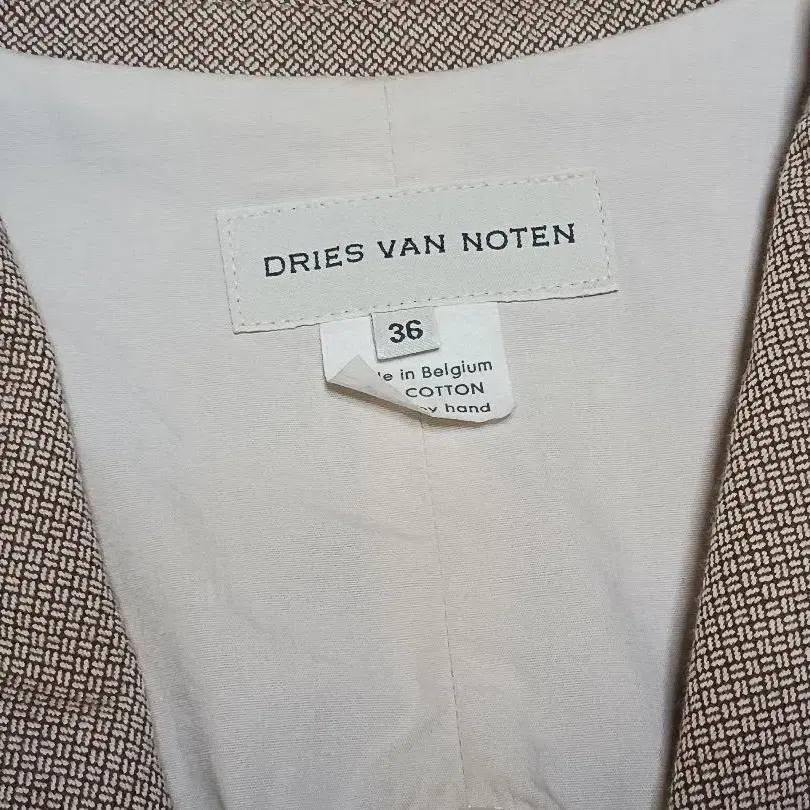 DRIES VAN NOTEN
36
in Belgium
COTTON
hand